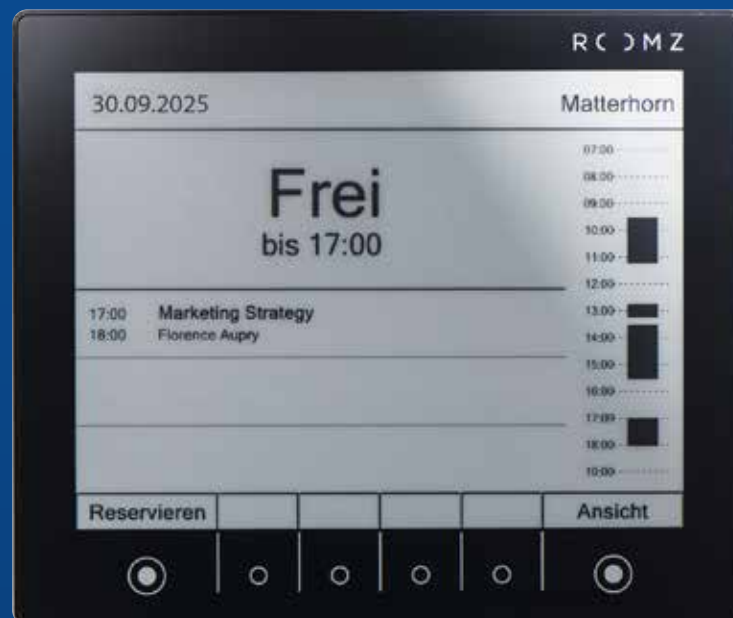 ROOMZ
30.09.2025 Matterhorn
Frei
bis 17:00
17:00 Marketing Strategy
18:00 Florence Aupry
07:00
08:00
09:00
10:00
11:00
12:00
13:00
14:00
15:00
16:00
17:00
18:00
10:00
Reservieren Ansicht